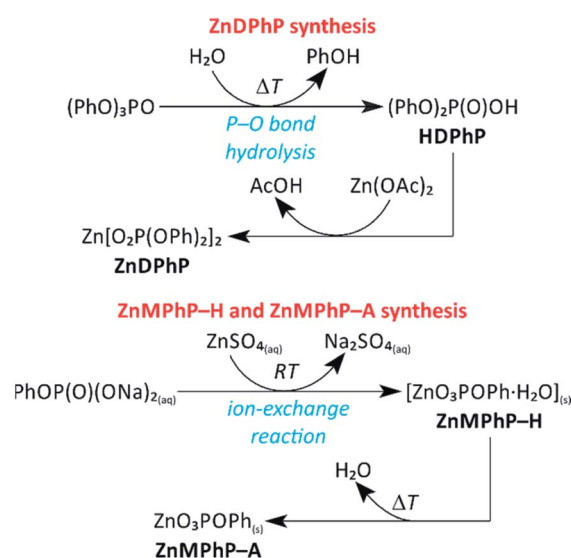 ZnDPhP synthesis
H₂O PhOH
ΔT
(PhO)₃PO (PhO)₂P(O)OH
P–O bond HDPhP
hydrolysis
AcOH Zn(OAc)₂
Zn[O₂P(OPh)₂]₂
ZnDPhP
ZnMPhP–H and ZnMPhP–A synthesis
ZnSO₄(aq) Na₂SO₄(aq)
RT
PhOP(O)(ONa)₂(aq) [ZnO₃POPh·H₂O](s)
ion-exchange ZnMPhP–H
reaction
H₂O
ΔT
ZnO₃POPh(s)
ZnMPhP–A